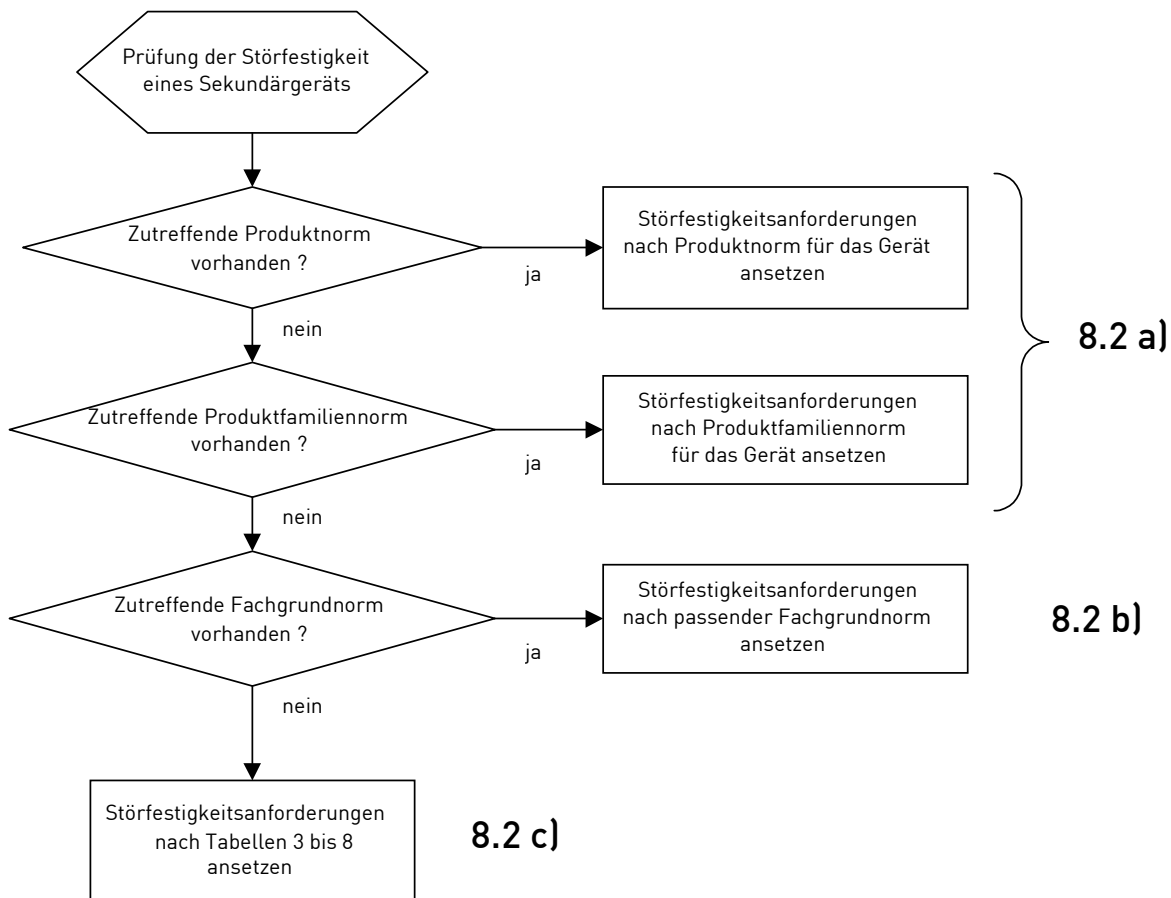 Prüfung der Störfestigkeit
eines Sekundärgeräts
Zutreffende Produktnorm
vorhanden ?
ja
Störfestigkeitsanforderungen
nach Produktnorm für das Gerät
ansetzen
nein
8.2 a)
Zutreffende Produktfamiliennorm
vorhanden ?
ja
Störfestigkeitsanforderungen
nach Produktfamiliennorm
für das Gerät ansetzen
nein
Zutreffende Fachgrundnorm
vorhanden ?
ja
Störfestigkeitsanforderungen
nach passender Fachgrundnorm
ansetzen
8.2 b)
nein
Störfestigkeitsanforderungen
nach Tabellen 3 bis 8
ansetzen
8.2 c)